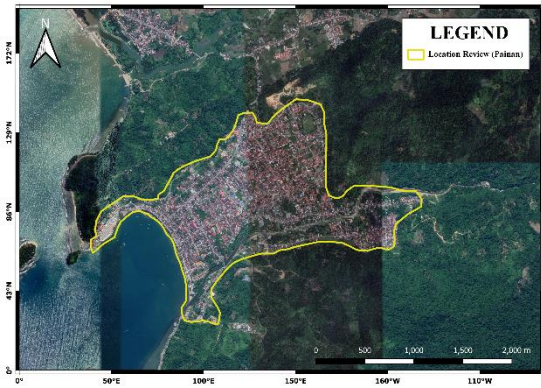 N
LEGEND
Location Review (Painan)
172°N
129°N
86°N
43°N
0°
0 500 1,000 1,500 2,000 m
0° 50°E 100°E 150°E 160°W 110°W